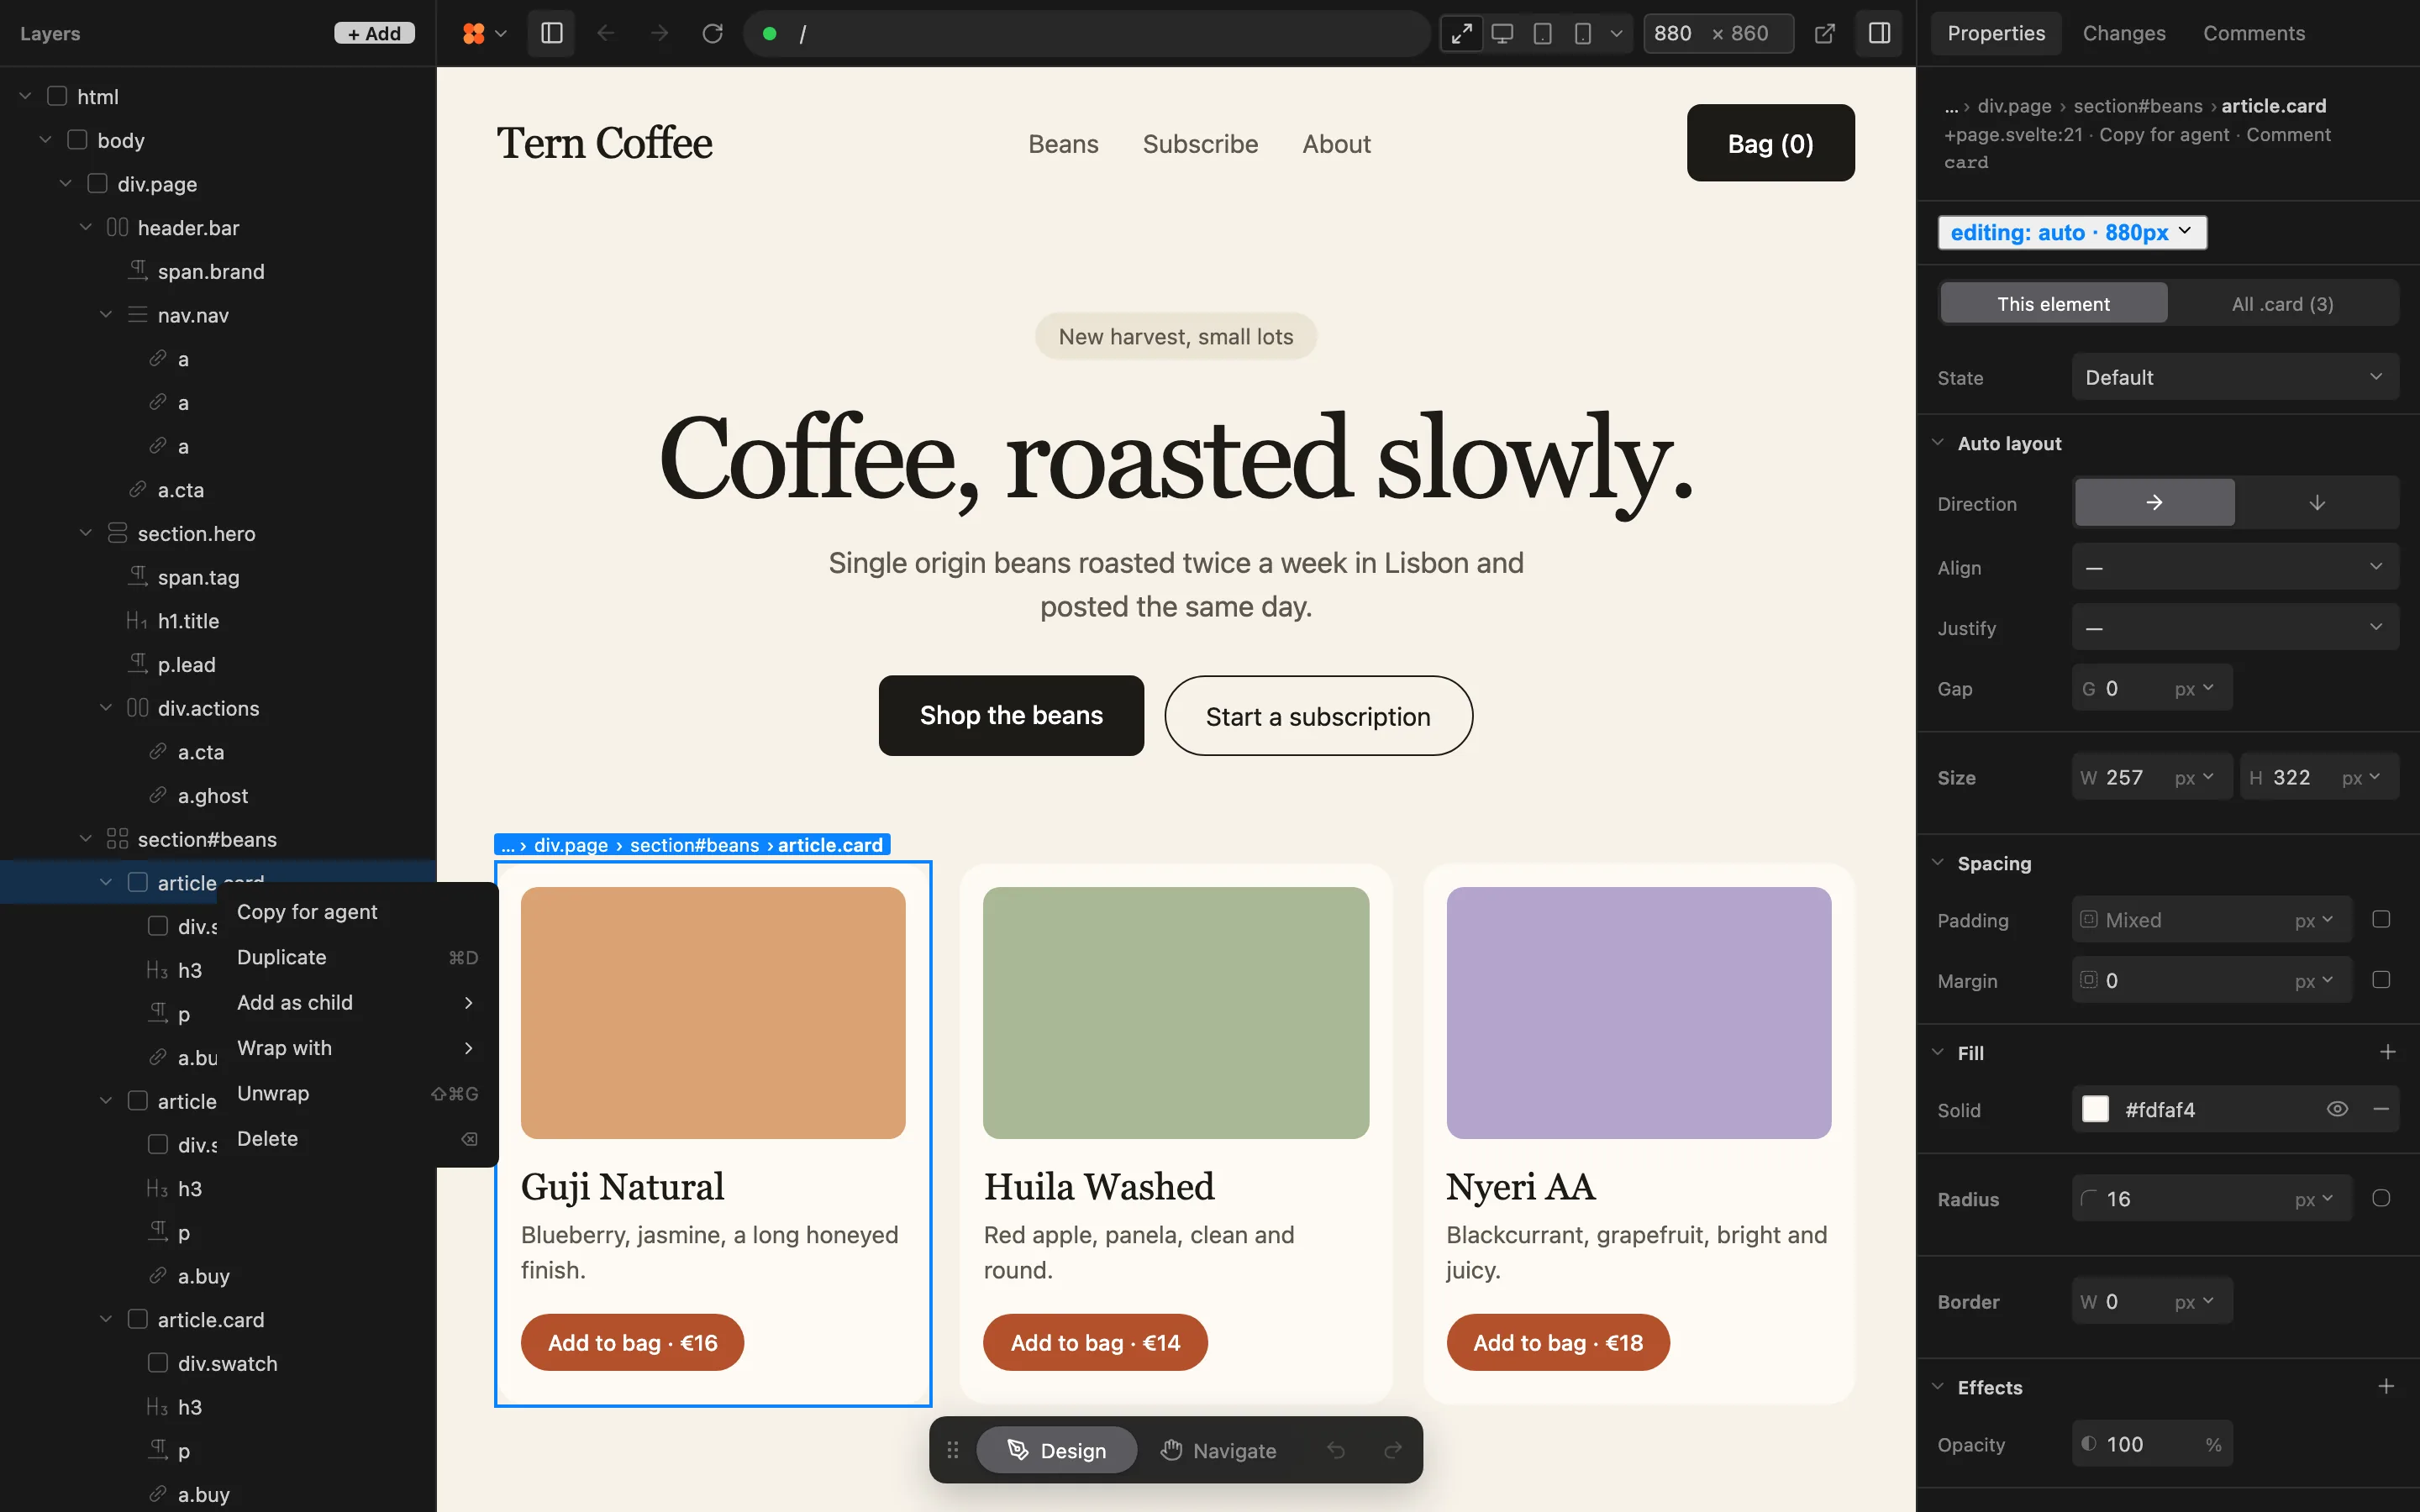 Layers
+ Add
/
880 × 860
Properties
Changes
Comments
html
body
div.page
header.bar
span.brand
nav.nav
a
a
a
a.cta
section.hero
span.tag
H1 h1.title
p.lead
div.actions
a.cta
a.ghost
section#beans
article.card
div.s
H3 h3
p
a.bu
article
div.s
H3 h3
p
a.buy
article.card
div.swatch
H3 h3
p
a.buy
Copy for agent
Duplicate ⌘D
Add as child
Wrap with
Unwrap ⇧⌘G
Delete
Tern Coffee
Beans
Subscribe
About
Bag (0)
New harvest, small lots
Coffee, roasted slowly.
Single origin beans roasted twice a week in Lisbon and
posted the same day.
Shop the beans
Start a subscription
... › div.page › section#beans › article.card
Guji Natural
Blueberry, jasmine, a long honeyed
finish.
Add to bag · €16
Huila Washed
Red apple, panela, clean and
round.
Add to bag · €14
Nyeri AA
Blackcurrant, grapefruit, bright and
juicy.
Add to bag · €18
Design
Navigate
... › div.page › section#beans › article.card
+page.svelte:21 · Copy for agent · Comment
card
editing: auto · 880px
This element
All .card (3)
State Default
Auto layout
Direction → ↓
Align —
Justify —
Gap G 0 px
Size W 257 px H 322 px
Spacing
Padding Mixed px
Margin 0 px
Fill +
Solid #fdfaf4
Radius 16 px
Border W 0 px
Effects +
Opacity 100 %